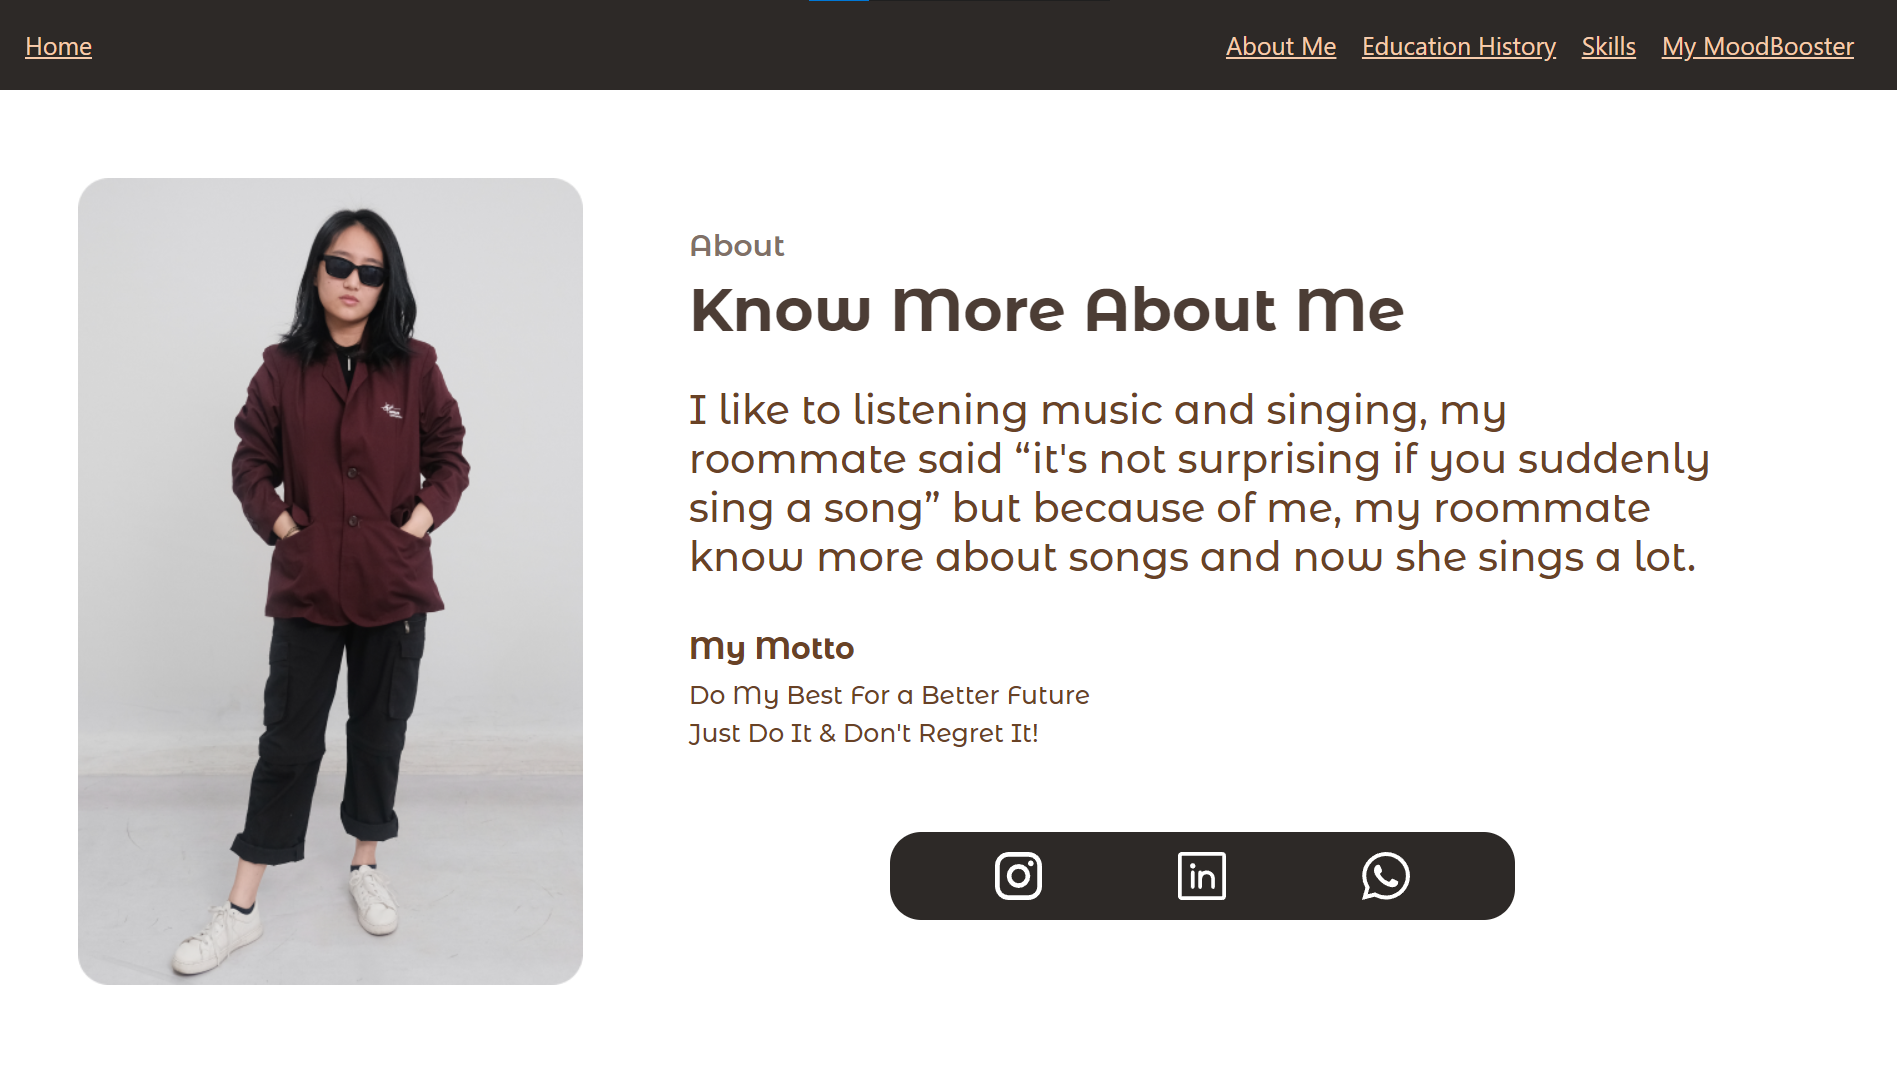 Home
About Me
Education History
Skills
My MoodBooster
About
Know More About Me
I like to listening music and singing, my
roommate said “it's not surprising if you suddenly
sing a song” but because of me, my roommate
know more about songs and now she sings a lot.
My Motto
Do My Best For a Better Future
Just Do It & Don't Regret It!
in